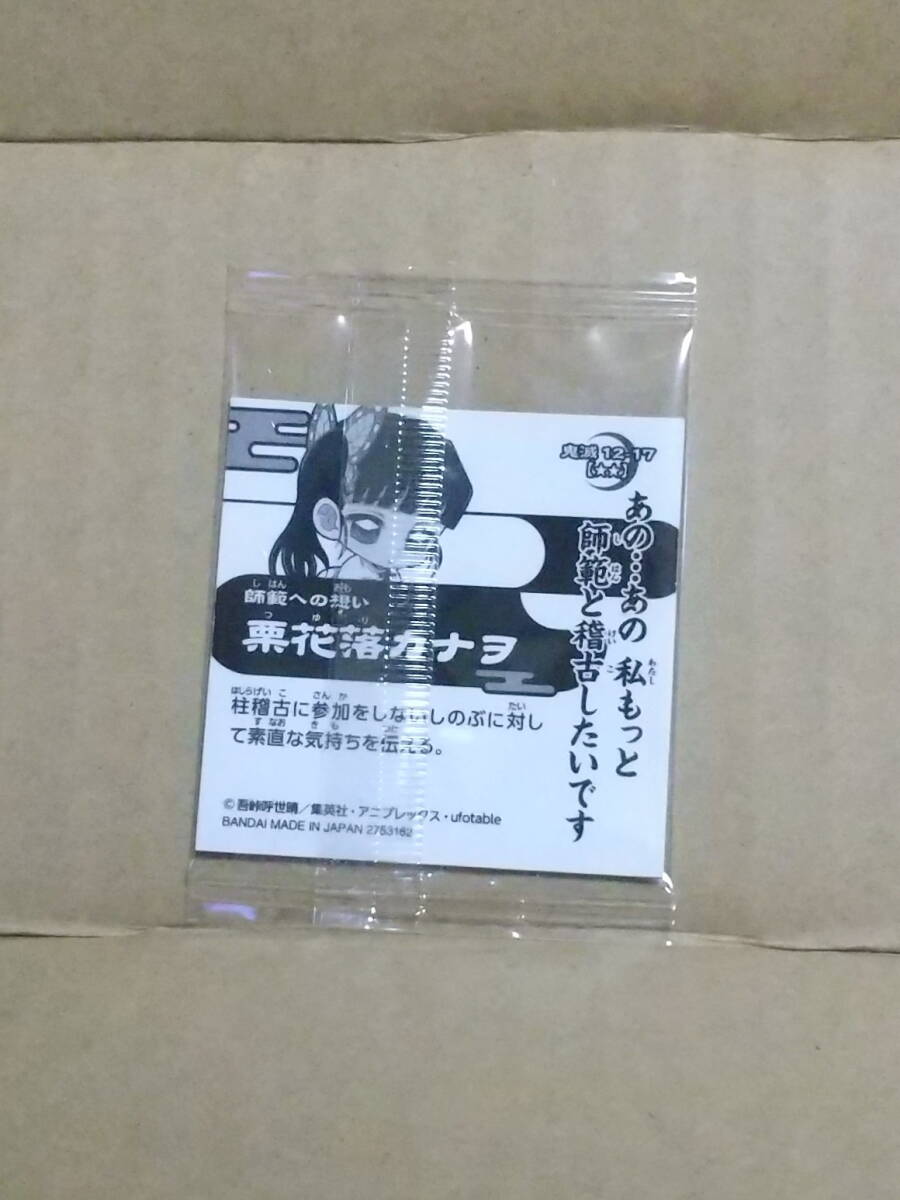 鬼滅 12-17
【★★】
あの…あの 私もっと
師範と稽古したいです
師範への想い
栗花落カナヲ
柱稽古に参加をしないしのぶに対し
て素直な気持ちを伝える。
©吾峠呼世晴／集英社・アニプレックス・ufotable
BANDAI MADE IN JAPAN 2753162